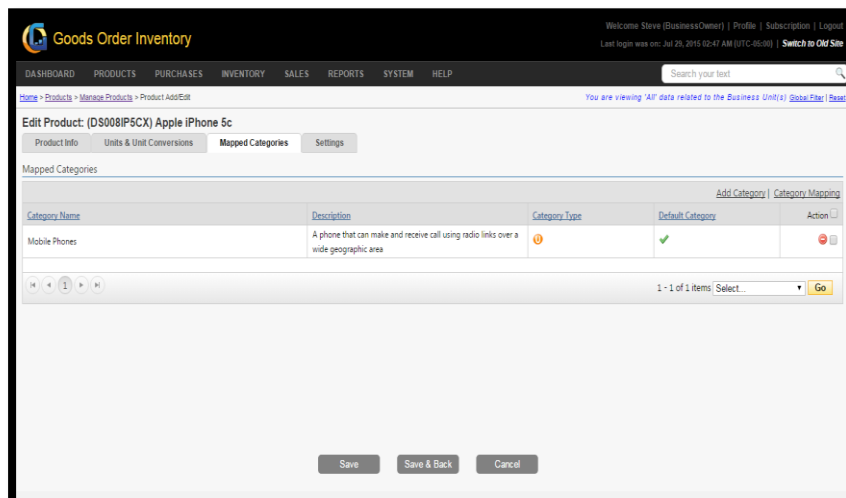 Welcome Steve (BusinessOwner) | Profile | Subscription | Logout
Goods Order Inventory
Last login was on: Jul 29, 2015 02:47 AM (UTC-05:00) | Switch to Old Site
DASHBOARD PRODUCTS PURCHASES INVENTORY SALES REPORTS SYSTEM HELP Search your text
Home > Products > Manage Products > Product Add/Edit You are viewing 'All' data related to the Business Unit(s) Global Filter | Reset
Edit Product: (DS008IP5CX) Apple iPhone 5c
Product Info Units & Unit Conversions Mapped Categories Settings
Mapped Categories
Add Category | Category Mapping
Category Name Description Category Type Default Category Action
Mobile Phones A phone that can make and receive call using radio links over a
wide geographic area U
1 1 - 1 of 1 items Select... Go
Save Save & Back Cancel